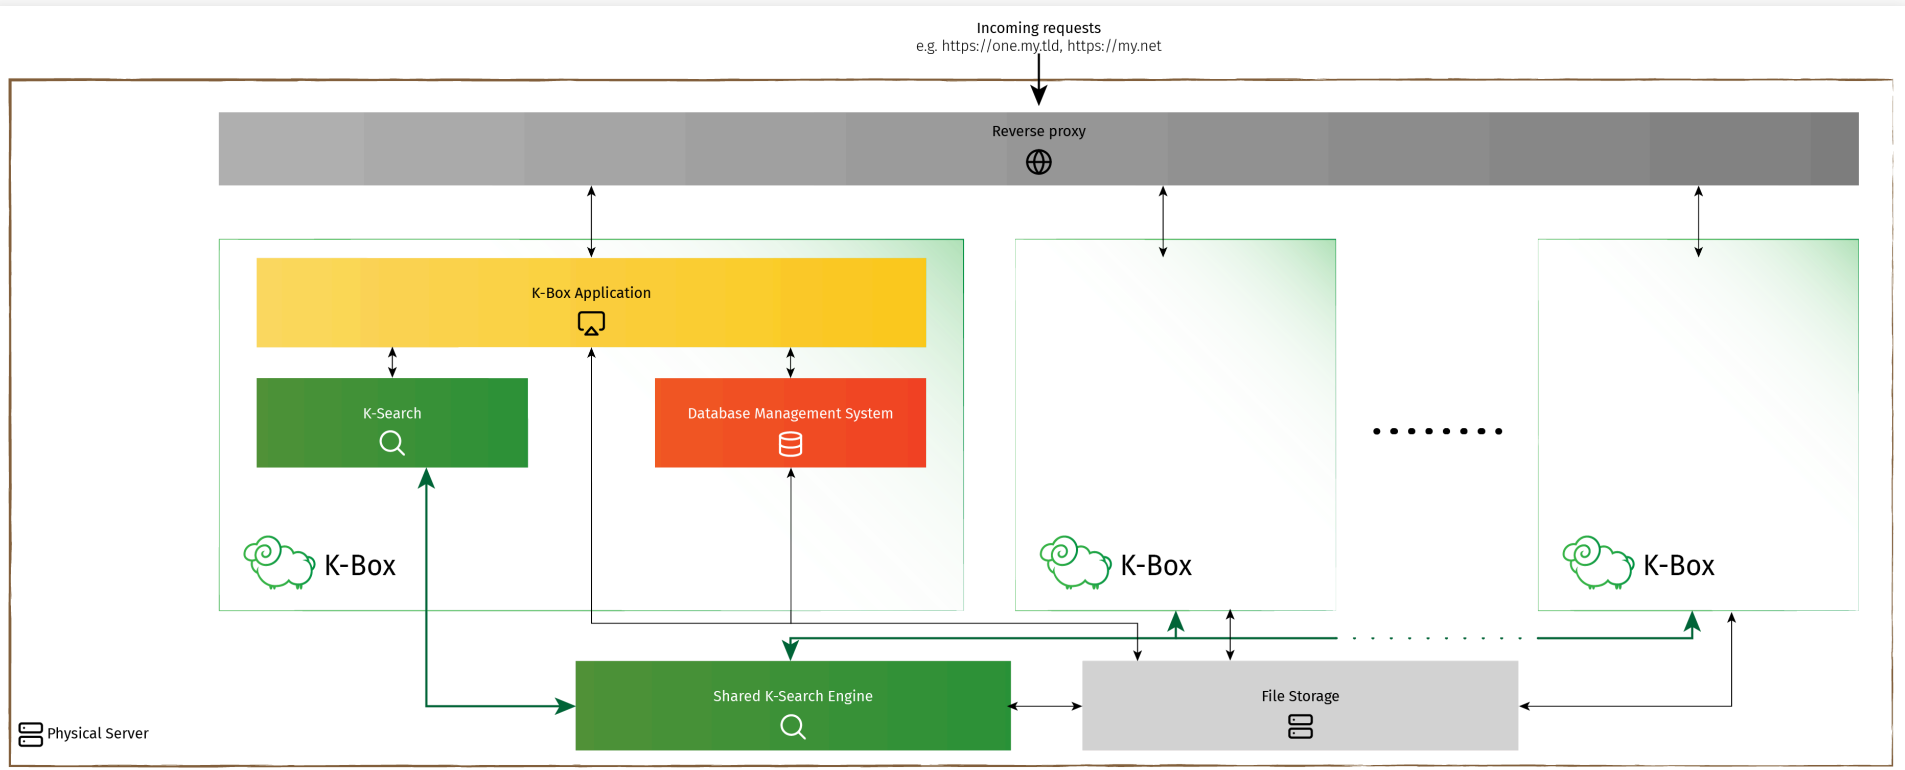 Incoming requests
e.g. https://one.my.tld, https://my.net
Reverse proxy
K-Box Application
K-Search
Database Management System
K-Box
K-Box
K-Box
Shared K-Search Engine
File Storage
Physical Server